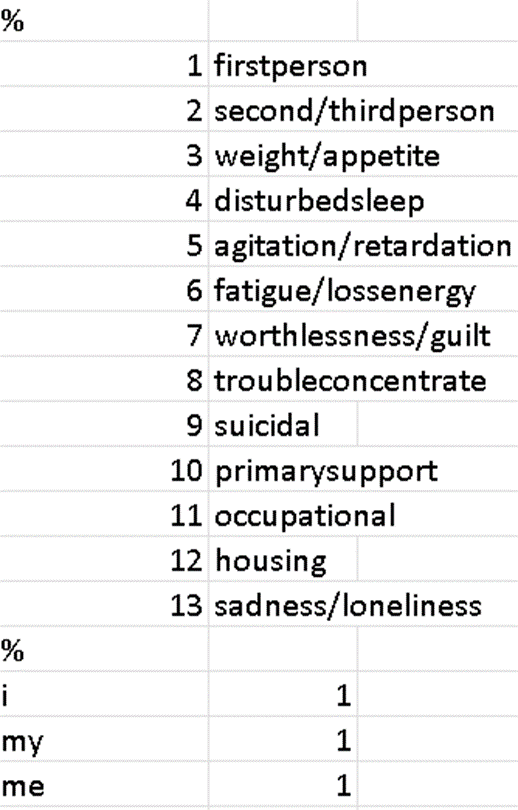 %
1 firstperson
2 second/thirdperson
3 weight/appetite
4 disturbedsleep
5 agitation/retardation
6 fatigue/lossenergy
7 worthlessness/guilt
8 troubleconcentrate
9 suicidal
10 primarysupport
11 occupational
12 housing
13 sadness/loneliness
%
i 1
my 1
me 1